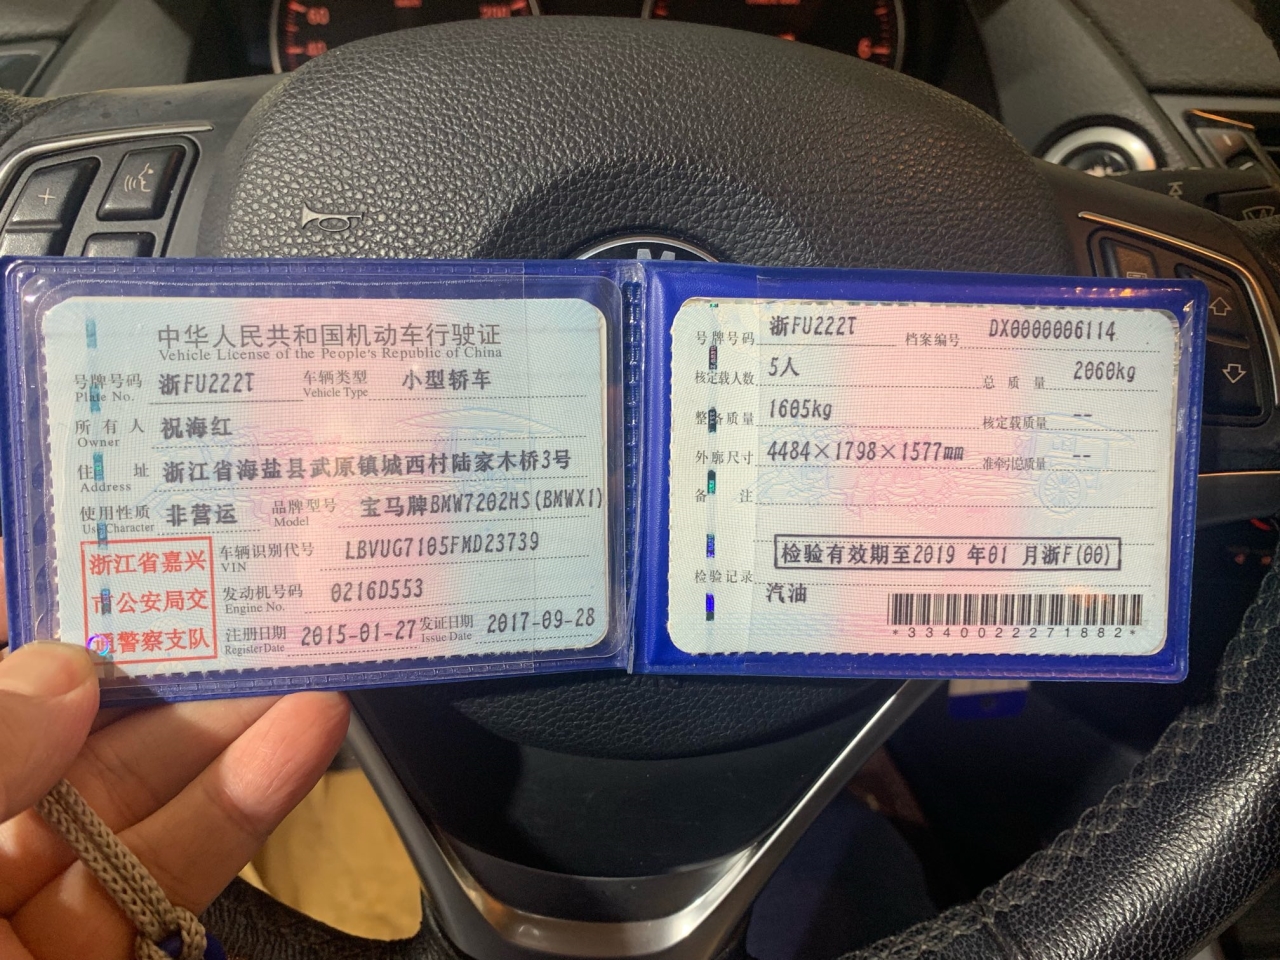 中华人民共和国机动车行驶证
Vehicle License of the People's Republic of China
号牌号码 浙FU222T 车辆类型 小型轿车
Plate No. Vehicle Type
所有人 祝海红
Owner
住址 浙江省海盐县武原镇城西村陆家木桥3号
Address
使用性质 非营运 品牌型号 宝马牌BMW7202HS(BMWX1)
Use Character Model
浙江省嘉兴
市公安局交
通警察支队
车辆识别代号 LBVUG7105FMD23739
VIN
发动机号码 0216D553
Engine No.
注册日期 2015-01-27 发证日期 2017-09-28
Register Date Issue Date
号牌号码 浙FU222T 档案编号 DX0000006114
核定载人数 5人 总质量 2060kg
整备质量 1605kg 核定载质量 --
外廓尺寸 4484×1798×1577mm 准牵引总质量 --
备注
检验有效期至2019 年01 月浙F(00)
检验记录
汽油
*3340022271882*
60
200
6
+